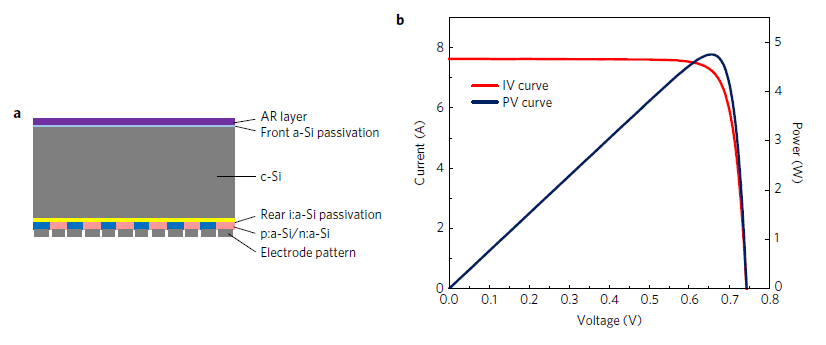 a
AR layer
Front a-Si passivation
c-Si
Rear i:a-Si passivation
p:a-Si/n:a-Si
Electrode pattern
b
8
6
4
2
0
Current (A)
IV curve
PV curve
5
4
3
2
1
0
Power (W)
0.0 0.1 0.2 0.3 0.4 0.5 0.6 0.7 0.8
Voltage (V)